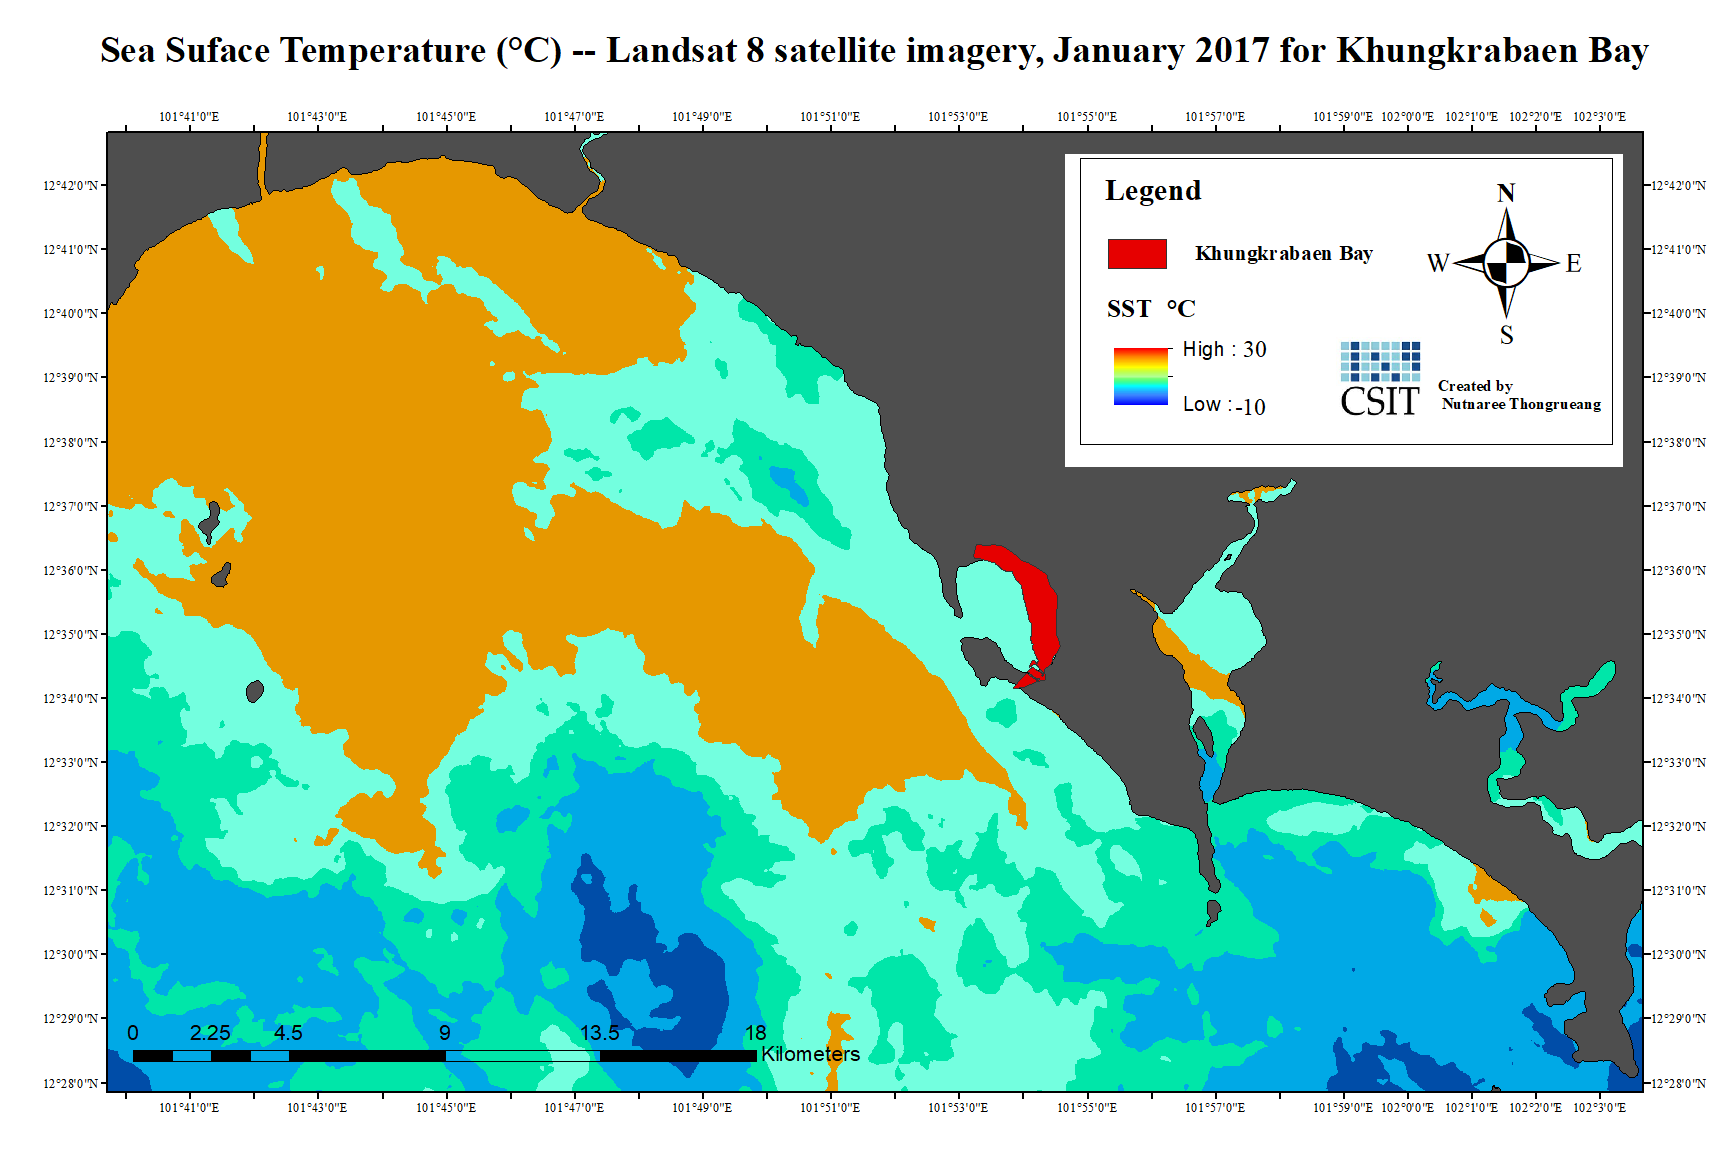 Sea Suface Temperature (°C) -- Landsat 8 satellite imagery, January 2017 for Khungkrabaen Bay
101°41'0"E 101°43'0"E 101°45'0"E 101°47'0"E 101°49'0"E 101°51'0"E 101°53'0"E 101°55'0"E 101°57'0"E 101°59'0"E 102°0'0"E 102°1'0"E 102°2'0"E 102°3'0"E
Legend
Khungkrabaen Bay
SST °C
High : 30
Low : -10
N
W E
S
CSIT
Created by
Nutnaree Thongrueang
12°42'0"N 12°42'0"N
12°41'0"N 12°41'0"N
12°40'0"N 12°40'0"N
12°39'0"N 12°39'0"N
12°38'0"N 12°38'0"N
12°37'0"N 12°37'0"N
12°36'0"N 12°36'0"N
12°35'0"N 12°35'0"N
12°34'0"N 12°34'0"N
12°33'0"N 12°33'0"N
12°32'0"N 12°32'0"N
12°31'0"N 12°31'0"N
12°30'0"N 12°30'0"N
12°29'0"N 12°29'0"N
12°28'0"N 12°28'0"N
0 2.25 4.5 9 13.5 18
Kilometers
101°41'0"E 101°43'0"E 101°45'0"E 101°47'0"E 101°49'0"E 101°51'0"E 101°53'0"E 101°55'0"E 101°57'0"E 101°59'0"E 102°0'0"E 102°1'0"E 102°2'0"E 102°3'0"E